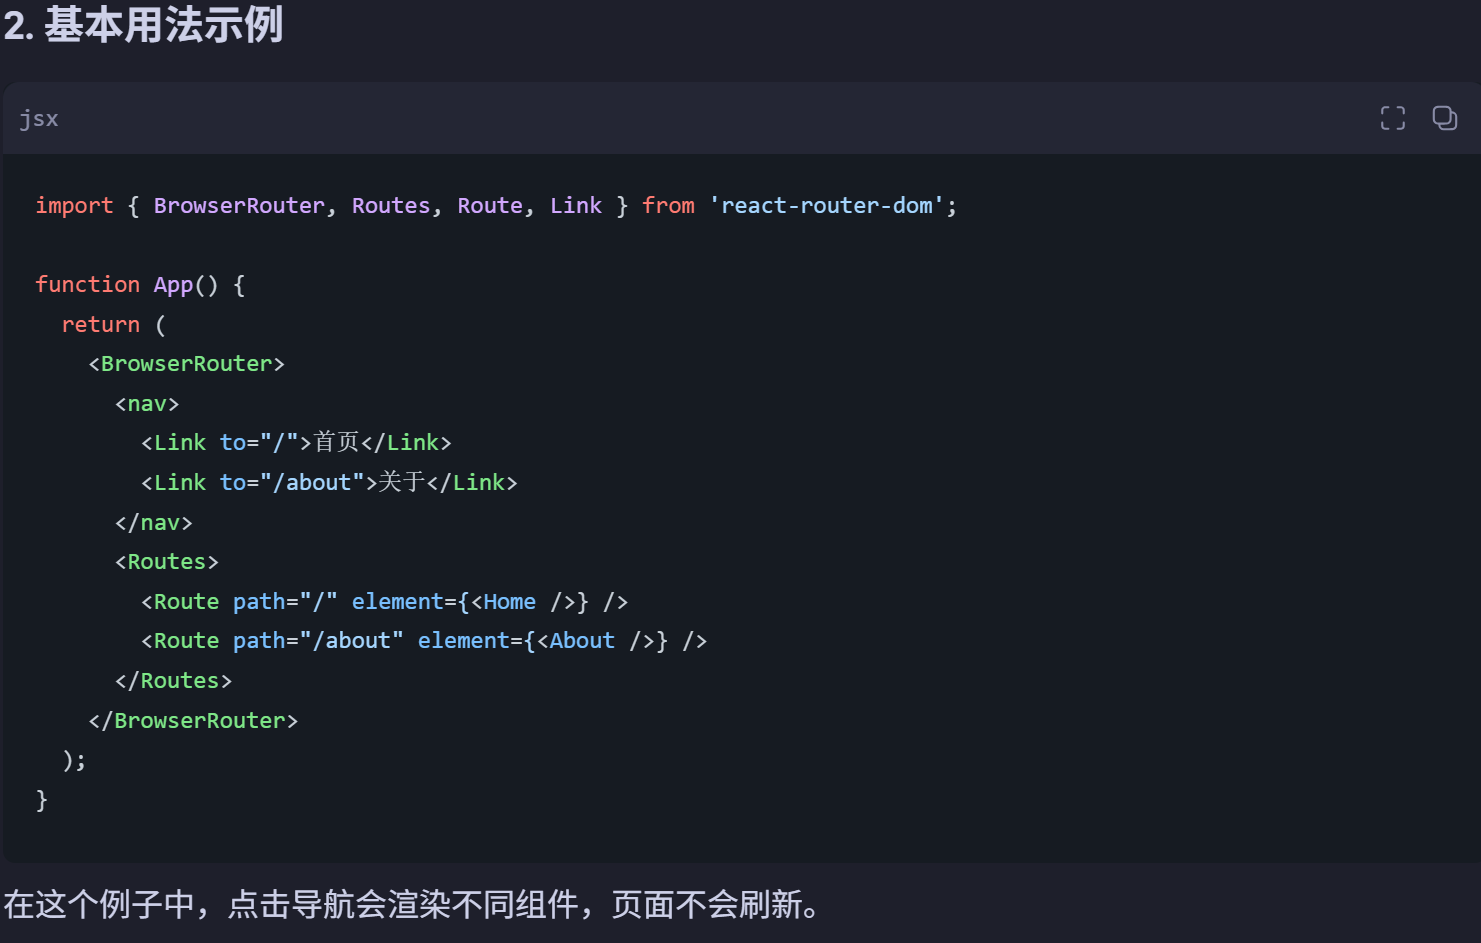 2. 基本用法示例
jsx
import { BrowserRouter, Routes, Route, Link } from 'react-router-dom';
function App() {
  return (
    <BrowserRouter>
      <nav>
        <Link to="/">首页</Link>
        <Link to="/about">关于</Link>
      </nav>
      <Routes>
        <Route path="/" element={<Home />} />
        <Route path="/about" element={<About />} />
      </Routes>
    </BrowserRouter>
  );
}
在这个例子中，点击导航会渲染不同组件，页面不会刷新。